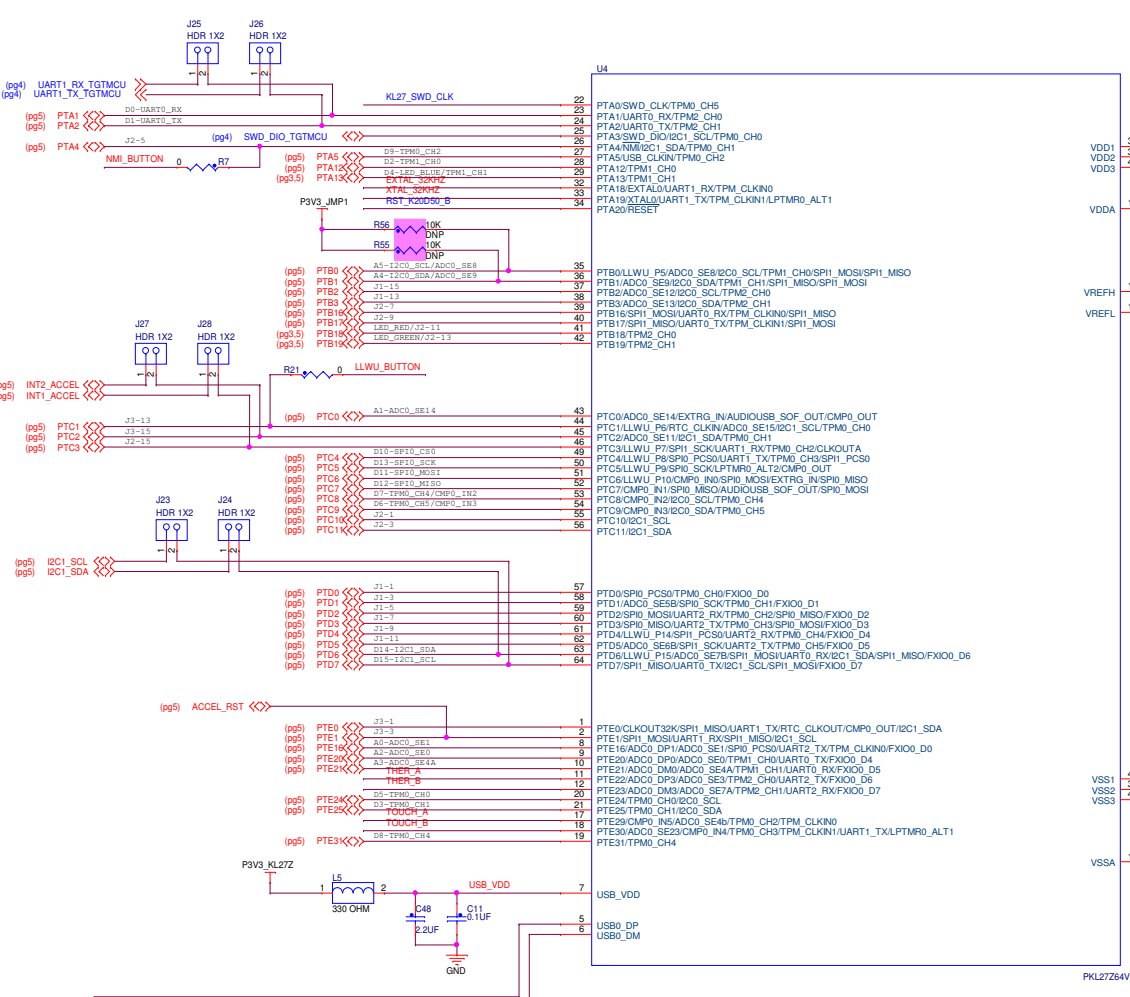 J25
HDR 1X2
J26
HDR 1X2
1 2
1 2
(pg4) UART1_RX_TGTMCU
(pg4) UART1_TX_TGTMCU
(pg5) PTA1 D0-UART0_RX
(pg5) PTA2 D1-UART0_TX
(pg5) PTA4 J2-5
NMI_BUTTON 0 R7
KL27_SWD_CLK
(pg4) SWD_DIO_TGTMCU
(pg5) PTA5 D9-TPM0_CH2
(pg5) PTA12 D2-TPM1_CH0
(pg3,5) PTA13 D4-LED_BLUE/TPM1_CH1
EXTAL_32KHZ
XTAL_32KHZ
RST_K20D50_B
P3V3_JMP1
R56 10K
DNP
R55 10K
DNP
U4
22 PTA0/SWD_CLK/TPM0_CH5
23 PTA1/UART0_RX/TPM2_CH0
24 PTA2/UART0_TX/TPM2_CH1
25 PTA3/SWD_DIO/I2C1_SCL/TPM0_CH0
26 PTA4/NMI/I2C1_SDA/TPM0_CH1
27 PTA5/USB_CLKIN/TPM0_CH2
28 PTA12/TPM1_CH0
29 PTA13/TPM1_CH1
32 PTA18/EXTAL0/UART1_RX/TPM_CLKIN0
33 PTA19/XTAL0/UART1_TX/TPM_CLKIN1/LPTMR0_ALT1
34 PTA20/RESET
VDD1
VDD2
VDD3
VDDA
VREFH
VREFL
(pg5) PTB0 A5-I2C0_SCL/ADC0_SE8 35 PTB0/LLWU_P5/ADC0_SE8/I2C0_SCL/TPM1_CH0/SPI1_MOSI/SPI1_MISO
(pg5) PTB1 A4-I2C0_SDA/ADC0_SE9 36 PTB1/ADC0_SE9/I2C0_SDA/TPM1_CH1/SPI1_MISO/SPI1_MOSI
(pg5) PTB2 J1-15 37 PTB2/ADC0_SE12/I2C0_SCL/TPM2_CH0
(pg5) PTB3 J1-13 38 PTB3/ADC0_SE13/I2C0_SDA/TPM2_CH1
(pg5) PTB16 J2-7 39 PTB16/SPI1_MOSI/UART0_RX/TPM_CLKIN0/SPI1_MISO
(pg5) PTB17 J2-9 40 PTB17/SPI1_MISO/UART0_TX/TPM_CLKIN1/SPI1_MOSI
(pg3,5) PTB18 LED_RED/J2-11 41 PTB18/TPM2_CH0
(pg3,5) PTB19 LED_GREEN/J2-13 42 PTB19/TPM2_CH1
J27
HDR 1X2
J28
HDR 1X2
1 2
1 2
R21 0 LLWU_BUTTON
INT2_ACCEL
INT1_ACCEL
(pg5) PTC0 A1-ADC0_SE14 43 PTC0/ADC0_SE14/EXTRG_IN/AUDIOUSB_SOF_OUT/CMP0_OUT
(pg5) PTC1 J3-13 44 PTC1/LLWU_P6/RTC_CLKIN/ADC0_SE15/I2C1_SCL/TPM0_CH0
(pg5) PTC2 J3-15 45 PTC2/ADC0_SE11/I2C1_SDA/TPM0_CH1
(pg5) PTC3 J2-15 46 PTC3/LLWU_P7/SPI1_SCK/UART1_RX/TPM0_CH2/CLKOUTA
(pg5) PTC4 D10-SPI0_CS0 49 PTC4/LLWU_P8/SPI0_PCS0/UART1_TX/TPM0_CH3/SPI1_PCS0
(pg5) PTC5 D13-SPI0_SCK 50 PTC5/LLWU_P9/SPI0_SCK/LPTMR0_ALT2/CMP0_OUT
(pg5) PTC6 D11-SPI0_MOSI 51 PTC6/LLWU_P10/CMP0_IN0/SPI0_MOSI/EXTRG_IN/SPI0_MISO
(pg5) PTC7 D12-SPI0_MISO 52 PTC7/CMP0_IN1/SPI0_MISO/AUDIOUSB_SOF_OUT/SPI0_MOSI
(pg5) PTC8 D7-TPM0_CH4/CMP0_IN2 53 PTC8/CMP0_IN2/I2C0_SCL/TPM0_CH4
(pg5) PTC9 D6-TPM0_CH5/CMP0_IN3 54 PTC9/CMP0_IN3/I2C0_SDA/TPM0_CH5
(pg5) PTC10 J2-1 55 PTC10/I2C1_SCL
(pg5) PTC11 J2-3 56 PTC11/I2C1_SDA
J23
HDR 1X2
J24
HDR 1X2
1 2
1 2
(pg5) I2C1_SCL
(pg5) I2C1_SDA
(pg5) PTD0 J1-1 57 PTD0/SPI0_PCS0/TPM0_CH0/FXIO0_D0
(pg5) PTD1 J1-3 58 PTD1/ADC0_SE5B/SPI0_SCK/TPM0_CH1/FXIO0_D1
(pg5) PTD2 J1-5 59 PTD2/SPI0_MOSI/UART2_RX/TPM0_CH2/SPI0_MISO/FXIO0_D2
(pg5) PTD3 J1-7 60 PTD3/SPI0_MISO/UART2_TX/TPM0_CH3/SPI0_MOSI/FXIO0_D3
(pg5) PTD4 J1-9 61 PTD4/LLWU_P14/SPI1_PCS0/UART2_RX/TPM0_CH4/FXIO0_D4
(pg5) PTD5 J1-11 62 PTD5/ADC0_SE6B/SPI1_SCK/UART2_TX/TPM0_CH5/FXIO0_D5
(pg5) PTD6 D14-I2C1_SDA 63 PTD6/LLWU_P15/ADC0_SE7B/SPI1_MOSI/UART0_RX/I2C1_SDA/SPI1_MISO/FXIO0_D6
(pg5) PTD7 D15-I2C1_SCL 64 PTD7/SPI1_MISO/UART0_TX/I2C1_SCL/SPI1_MOSI/FXIO0_D7
(pg5) ACCEL_RST
(pg5) PTE0 J3-1 1 PTE0/CLKOUT32K/SPI1_MISO/UART1_TX/RTC_CLKOUT/CMP0_OUT/I2C1_SDA
(pg5) PTE1 J3-3 2 PTE1/SPI1_MOSI/UART1_RX/SPI1_MISO/I2C1_SCL
(pg5) PTE16 A0-ADC0_SE1 8 PTE16/ADC0_DP1/ADC0_SE1/SPI0_PCS0/UART2_TX/TPM_CLKIN0/FXIO0_D0
(pg5) PTE20 A2-ADC0_SE0 9 PTE20/ADC0_DP0/ADC0_SE0/TPM1_CH0/UART0_TX/FXIO0_D4
(pg5) PTE21 A3-ADC0_SE4A 10 PTE21/ADC0_DM0/ADC0_SE4A/TPM1_CH1/UART0_RX/FXIO0_D5
THER_A 11 PTE22/ADC0_DP3/ADC0_SE3/TPM2_CH0/UART2_TX/FXIO0_D6
THER_B 12 PTE23/ADC0_DM3/ADC0_SE7A/TPM2_CH1/UART2_RX/FXIO0_D7
(pg5) PTE24 D5-TPM0_CH0 20 PTE24/TPM0_CH0/I2C0_SCL
(pg5) PTE25 D3-TPM0_CH1 21 PTE25/TPM0_CH1/I2C0_SDA
TOUCH_A 17 PTE29/CMP0_IN5/ADC0_SE4b/TPM0_CH2/TPM_CLKIN0
TOUCH_B 18 PTE30/ADC0_SE23/CMP0_IN4/TPM0_CH3/TPM_CLKIN1/UART1_TX/LPTMR0_ALT1
(pg5) PTE31 D8-TPM0_CH4 19 PTE31/TPM0_CH4
VSS1
VSS2
VSS3
VSSA
P3V3_KL27Z
1 L5 2
330 OHM
USB_VDD
7 USB_VDD
C48
2.2UF
C11
0.1UF
GND
5 USB0_DP
6 USB0_DM
PKL27Z64V